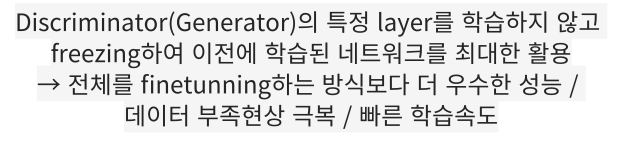 Discriminator(Generator)의 특정 layer를 학습하지 않고
freezing하여 이전에 학습된 네트워크를 최대한 활용
→ 전체를 finetunning하는 방식보다 더 우수한 성능 /
데이터 부족현상 극복 / 빠른 학습속도